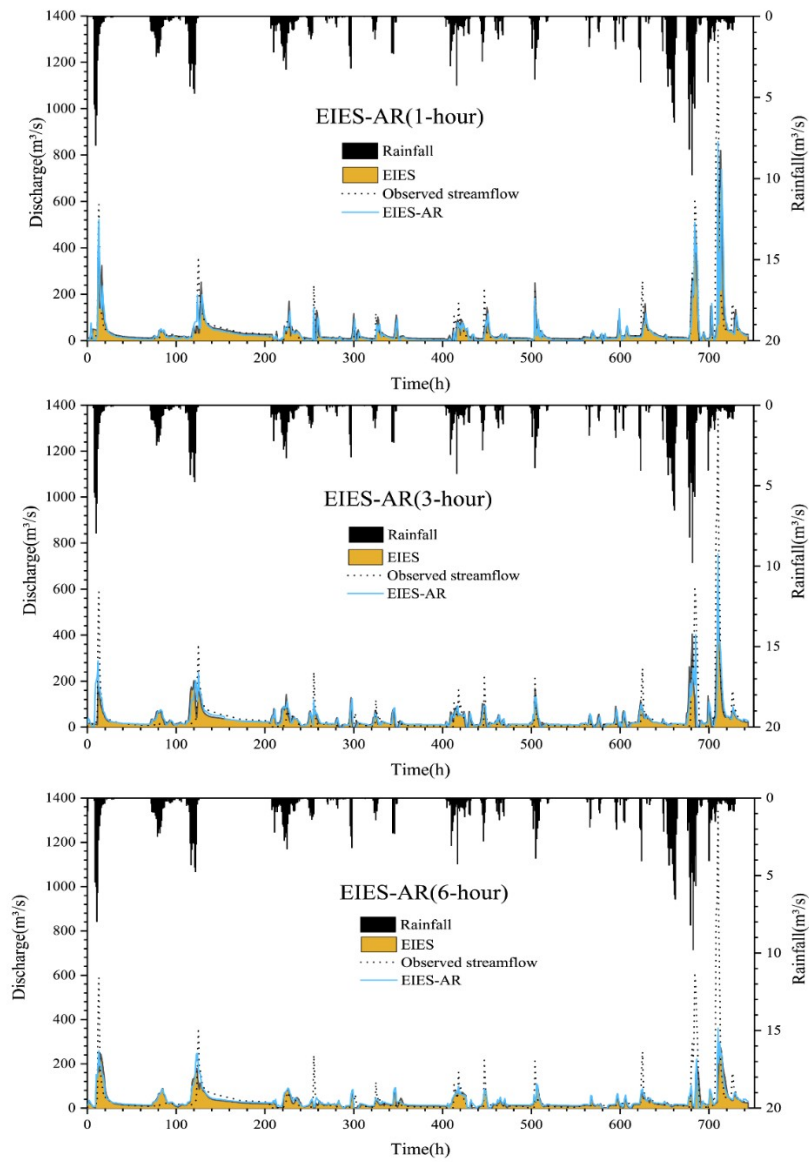 1400
1200
1000
800
600
400
200
0
Discharge(m³/s)
EIES-AR(1-hour)
Rainfall
EIES
Observed streamflow
EIES-AR
0
5
10
15
20
Rainfall(m³/s)
0 100 200 300 400 500 600 700
Time(h)
1400
1200
1000
800
600
400
200
0
Discharge(m³/s)
EIES-AR(3-hour)
Rainfall
EIES
Observed streamflow
EIES-AR
0
5
10
15
20
Rainfall(m³/s)
0 100 200 300 400 500 600 700
Time(h)
1400
1200
1000
800
600
400
200
0
Discharge(m³/s)
EIES-AR(6-hour)
Rainfall
EIES
Observed streamflow
EIES-AR
0
5
10
15
20
Rainfall(m³/s)
0 100 200 300 400 500 600 700
Time(h)